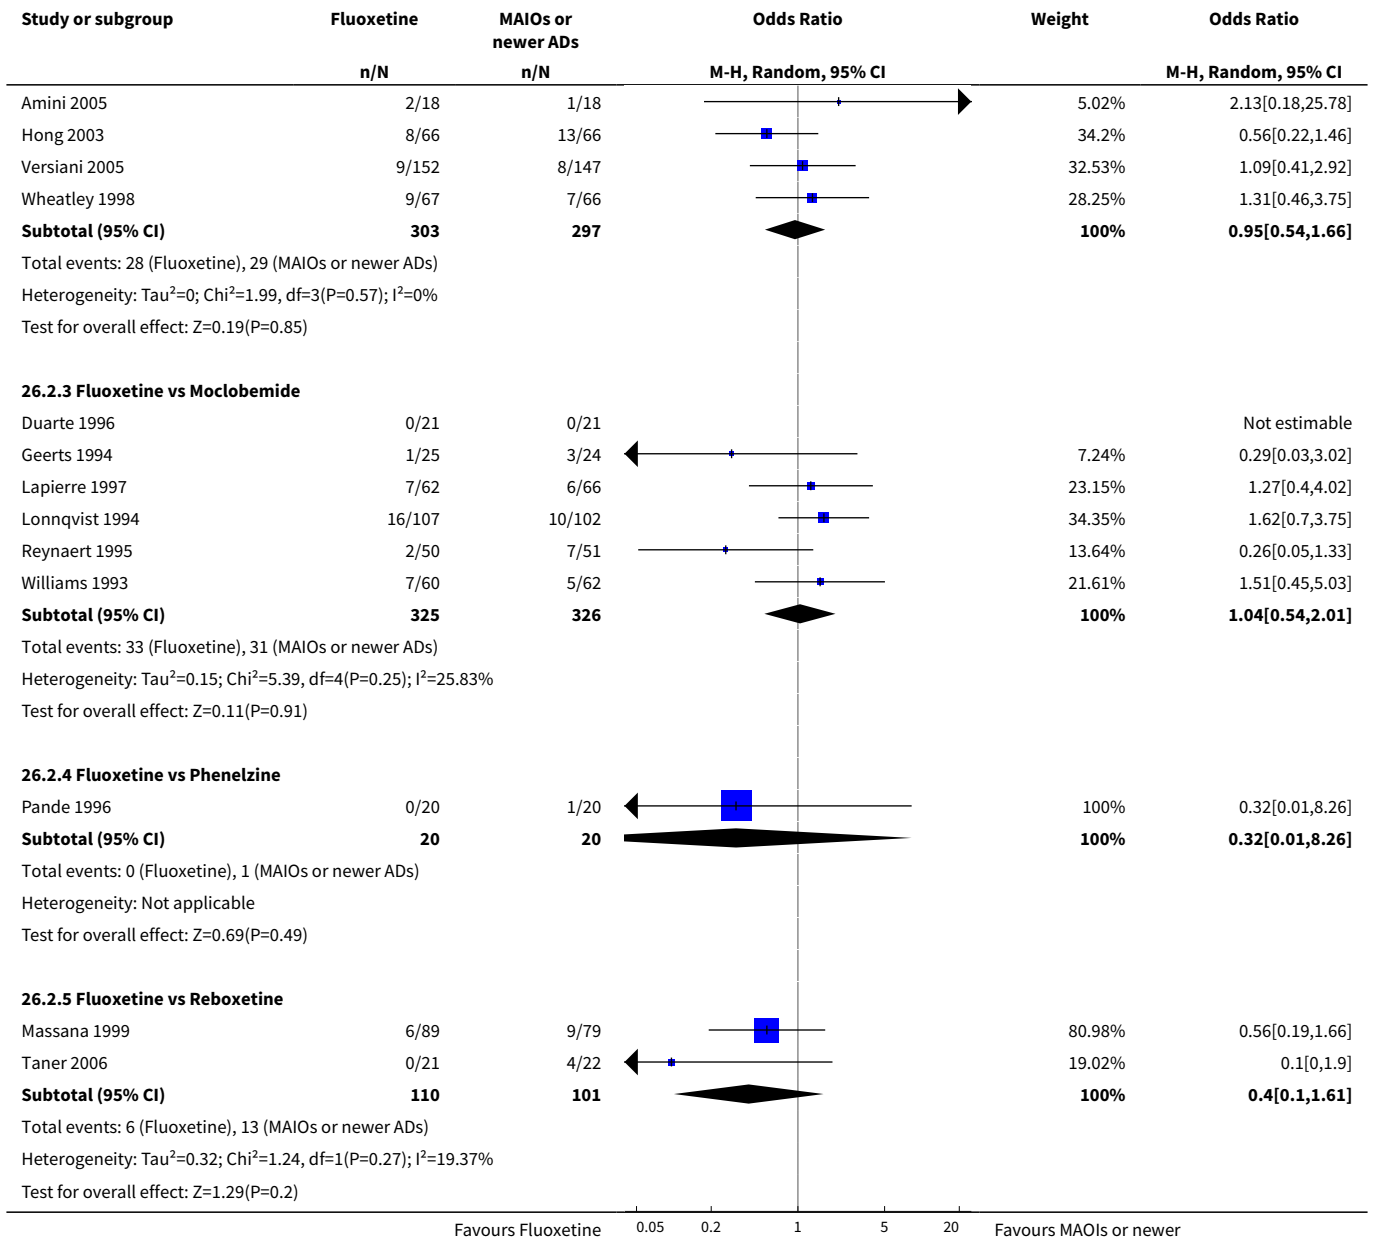 Study or subgroup Fluoxetine MAIOs or newer ADs Odds Ratio Weight Odds Ratio
n/N n/N M-H, Random, 95% CI M-H, Random, 95% CI
Amini 2005 2/18 1/18 5.02% 2.13[0.18,25.78]
Hong 2003 8/66 13/66 34.2% 0.56[0.22,1.46]
Versiani 2005 9/152 8/147 32.53% 1.09[0.41,2.92]
Wheatley 1998 9/67 7/66 28.25% 1.31[0.46,3.75]
Subtotal (95% CI) 303 297 100% 0.95[0.54,1.66]
Total events: 28 (Fluoxetine), 29 (MAIOs or newer ADs)
Heterogeneity: Tau²=0; Chi²=1.99, df=3(P=0.57); I²=0%
Test for overall effect: Z=0.19(P=0.85)
26.2.3 Fluoxetine vs Moclobemide
Duarte 1996 0/21 0/21 Not estimable
Geerts 1994 1/25 3/24 7.24% 0.29[0.03,3.02]
Lapierre 1997 7/62 6/66 23.15% 1.27[0.4,4.02]
Lonnqvist 1994 16/107 10/102 34.35% 1.62[0.7,3.75]
Reynaert 1995 2/50 7/51 13.64% 0.26[0.05,1.33]
Williams 1993 7/60 5/62 21.61% 1.51[0.45,5.03]
Subtotal (95% CI) 325 326 100% 1.04[0.54,2.01]
Total events: 33 (Fluoxetine), 31 (MAIOs or newer ADs)
Heterogeneity: Tau²=0.15; Chi²=5.39, df=4(P=0.25); I²=25.83%
Test for overall effect: Z=0.11(P=0.91)
26.2.4 Fluoxetine vs Phenelzine
Pande 1996 0/20 1/20 100% 0.32[0.01,8.26]
Subtotal (95% CI) 20 20 100% 0.32[0.01,8.26]
Total events: 0 (Fluoxetine), 1 (MAIOs or newer ADs)
Heterogeneity: Not applicable
Test for overall effect: Z=0.69(P=0.49)
26.2.5 Fluoxetine vs Reboxetine
Massana 1999 6/89 9/79 80.98% 0.56[0.19,1.66]
Taner 2006 0/21 4/22 19.02% 0.1[0,1.9]
Subtotal (95% CI) 110 101 100% 0.4[0.1,1.61]
Total events: 6 (Fluoxetine), 13 (MAIOs or newer ADs)
Heterogeneity: Tau²=0.32; Chi²=1.24, df=1(P=0.27); I²=19.37%
Test for overall effect: Z=1.29(P=0.2)
Favours Fluoxetine 0.05 0.2 1 5 20 Favours MAOIs or newer